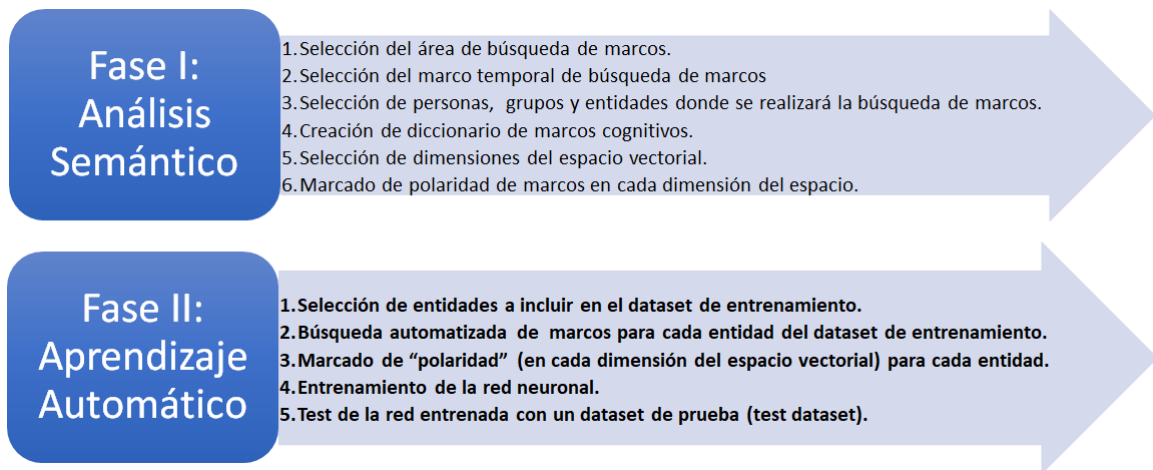 Fase I:
Análisis
Semántico
1.Selección del área de búsqueda de marcos.
2.Selección del marco temporal de búsqueda de marcos
3.Selección de personas, grupos y entidades donde se realizará la búsqueda de marcos.
4.Creación de diccionario de marcos cognitivos.
5.Selección de dimensiones del espacio vectorial.
6.Marcado de polaridad de marcos en cada dimensión del espacio.
Fase II:
Aprendizaje
Automático
1.Selección de entidades a incluir en el dataset de entrenamiento.
2.Búsqueda automatizada de marcos para cada entidad del dataset de entrenamiento.
3.Marcado de “polaridad” (en cada dimensión del espacio vectorial) para cada entidad.
4.Entrenamiento de la red neuronal.
5.Test de la red entrenada con un dataset de prueba (test dataset).